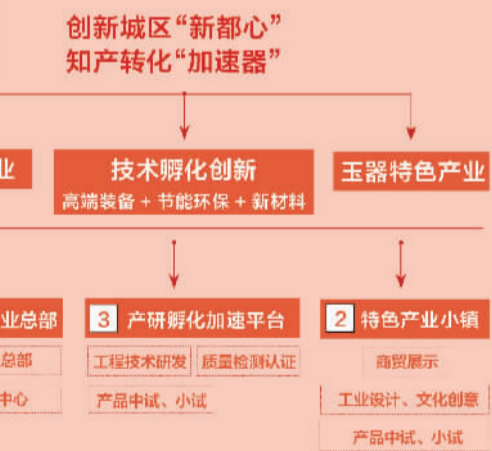 创新城区“新都心”
知产转化“加速器”
业
技术孵化创新
高端装备 + 节能环保 + 新材料
玉器特色产业
业总部
3 产研孵化加速平台
2 特色产业小镇
总部
工程技术研发
质量检测认证
商贸展示
中心
产品中试、小试
工业设计、文化创意
产品中试、小试